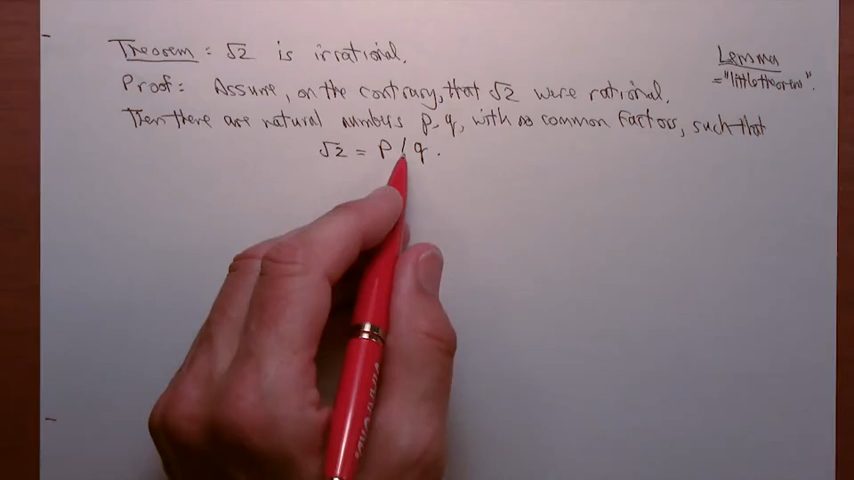 Theorem: √2 is irrational.
Proof: Assume, on the contrary, that √2 were rational.
Then there are natural numbers p, q, with no common factors, such that
√2 = p / q.
Lemma
= "little theorem".